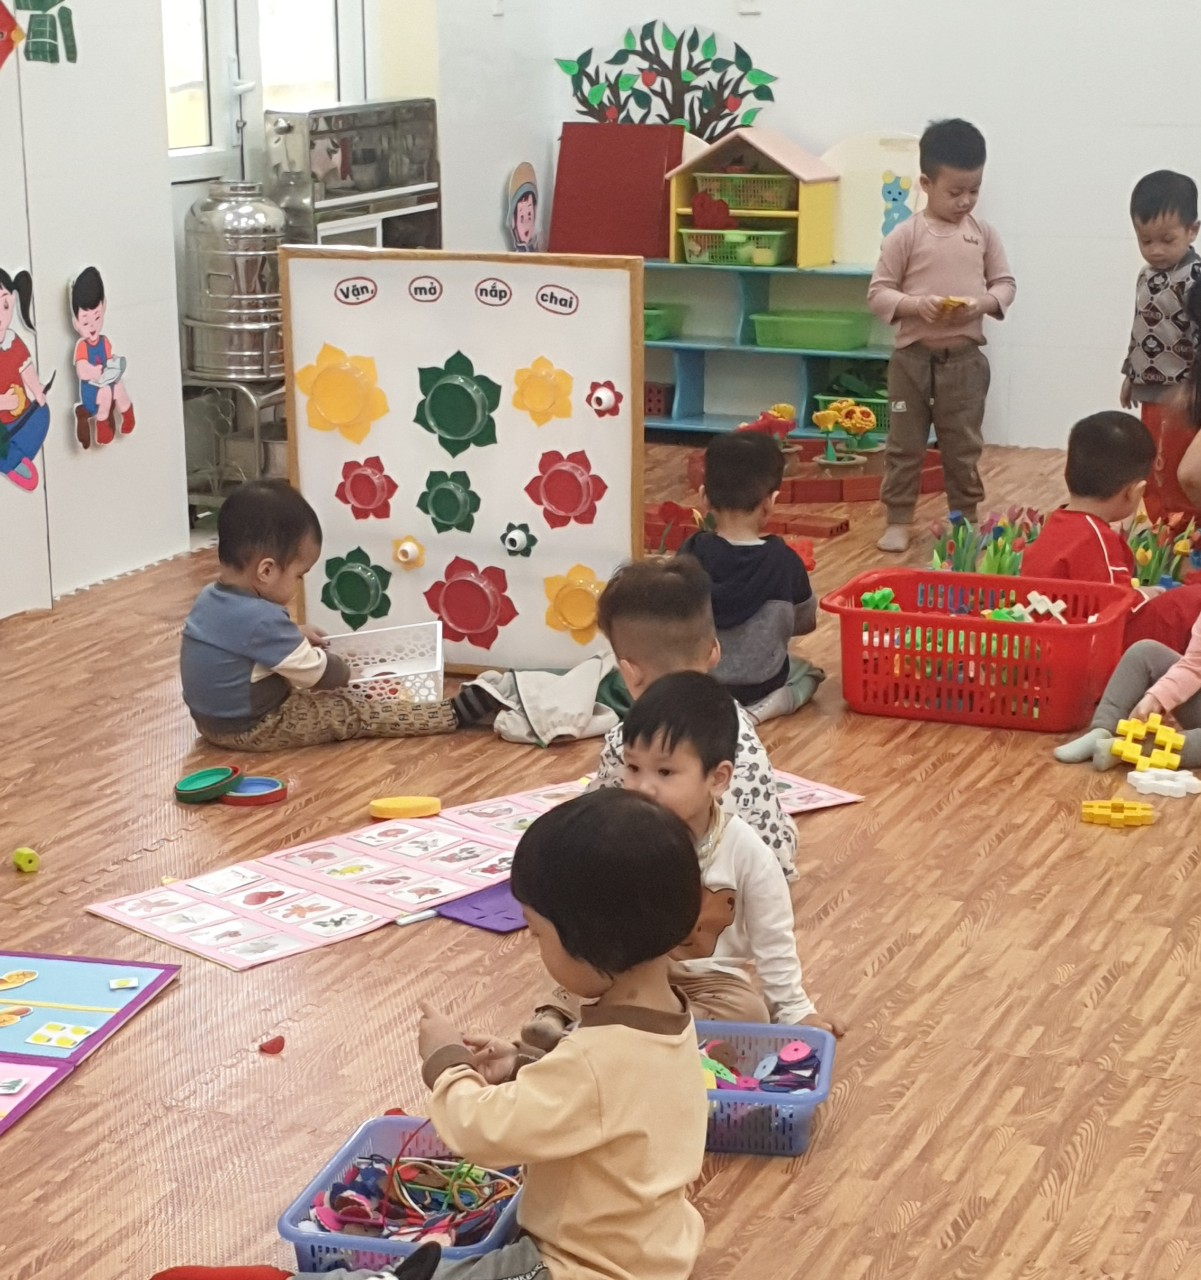 Vặn, mở nắp chai